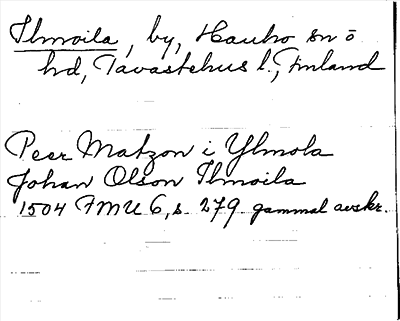 Ilmoila, by, Hauho sn o
hd, Tavastehus l., Finland
Peer Matzon i Ylmola
Johan Olson Ilmoila
1504 FMU 6, s. 279 gammal avskr.